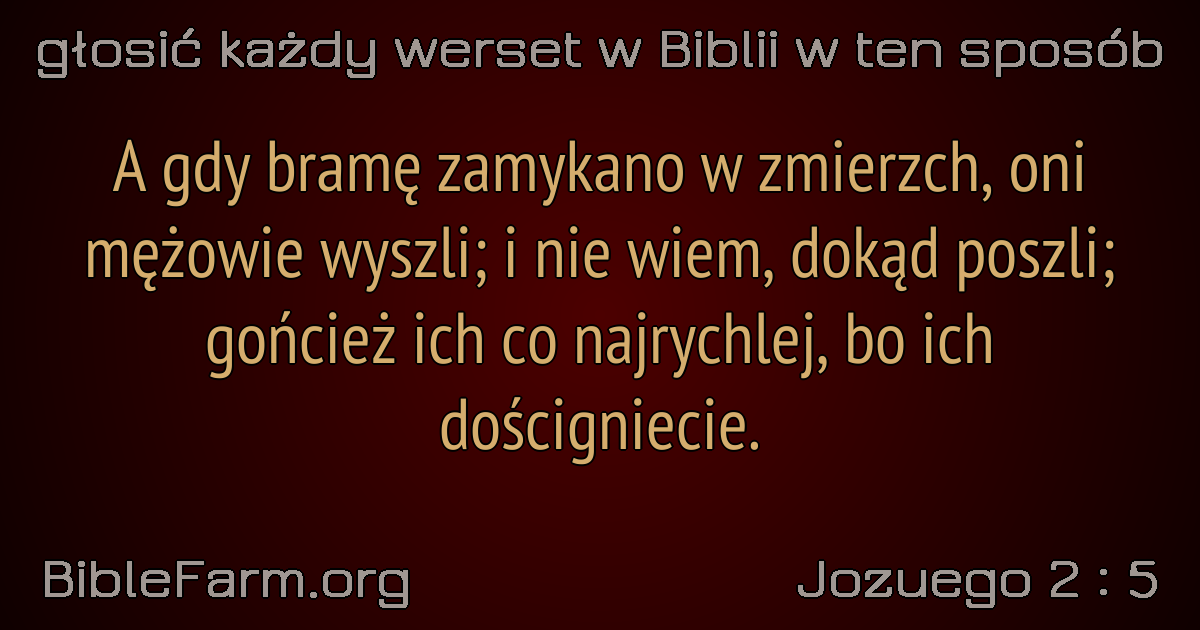 głosić każdy werset w Biblii w ten sposób
A gdy bramę zamykano w zmierzch, oni
mężowie wyszli; i nie wiem, dokąd poszli;
gońcież ich co najrychlej, bo ich
dościgniecie.
BibleFarm.org
Jozuego 2 : 5